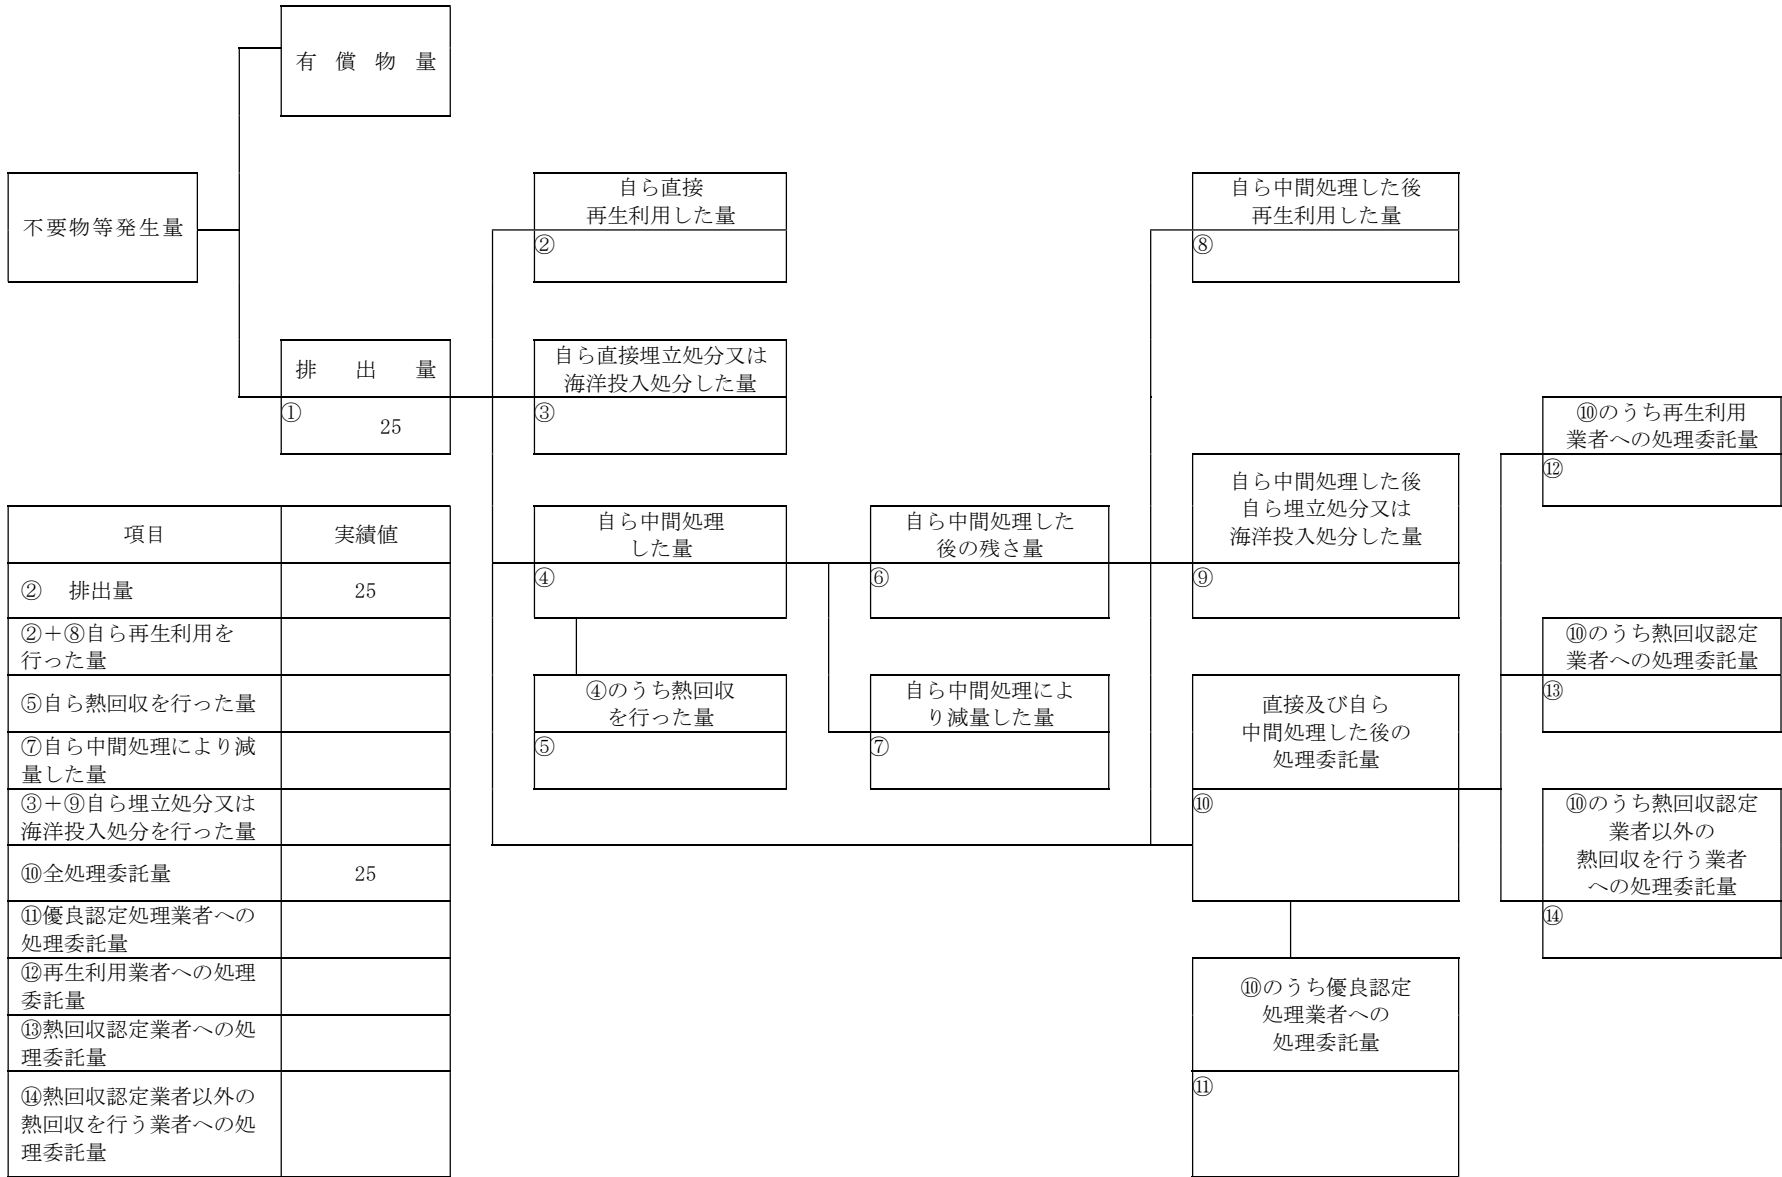 有 償 物 量
不要物等発生量
自ら直接
再生利用した量
②
自ら中間処理した後
再生利用した量
⑧
排 出 量
①
25
自ら直接埋立処分又は
海洋投入処分した量
③
⑩のうち再生利用
業者への処理委託量
⑫
自ら中間処理した後
自ら埋立処分又は
海洋投入処分した量
⑨
自ら中間処理
した量
④
自ら中間処理した
後の残さ量
⑥
⑩のうち熱回収認定
業者への処理委託量
⑬
④のうち熱回収
を行った量
⑤
自ら中間処理によ
り減量した量
⑦
直接及び自ら
中間処理した後の
処理委託量
⑩
⑩のうち熱回収認定
業者以外の
熱回収を行う業者
への処理委託量
⑭
⑩のうち優良認定
処理業者への
処理委託量
⑪
項目 実績値
② 排出量 25
②+⑧自ら再生利用を
行った量
⑤自ら熱回収を行った量
⑦自ら中間処理により減
量した量
③+⑨自ら埋立処分又は
海洋投入処分を行った量
⑩全処理委託量 25
⑪優良認定処理業者への
処理委託量
⑫再生利用業者への処理
委託量
⑬熱回収認定業者への処
理委託量
⑭熱回収認定業者以外の
熱回収を行う業者への処
理委託量